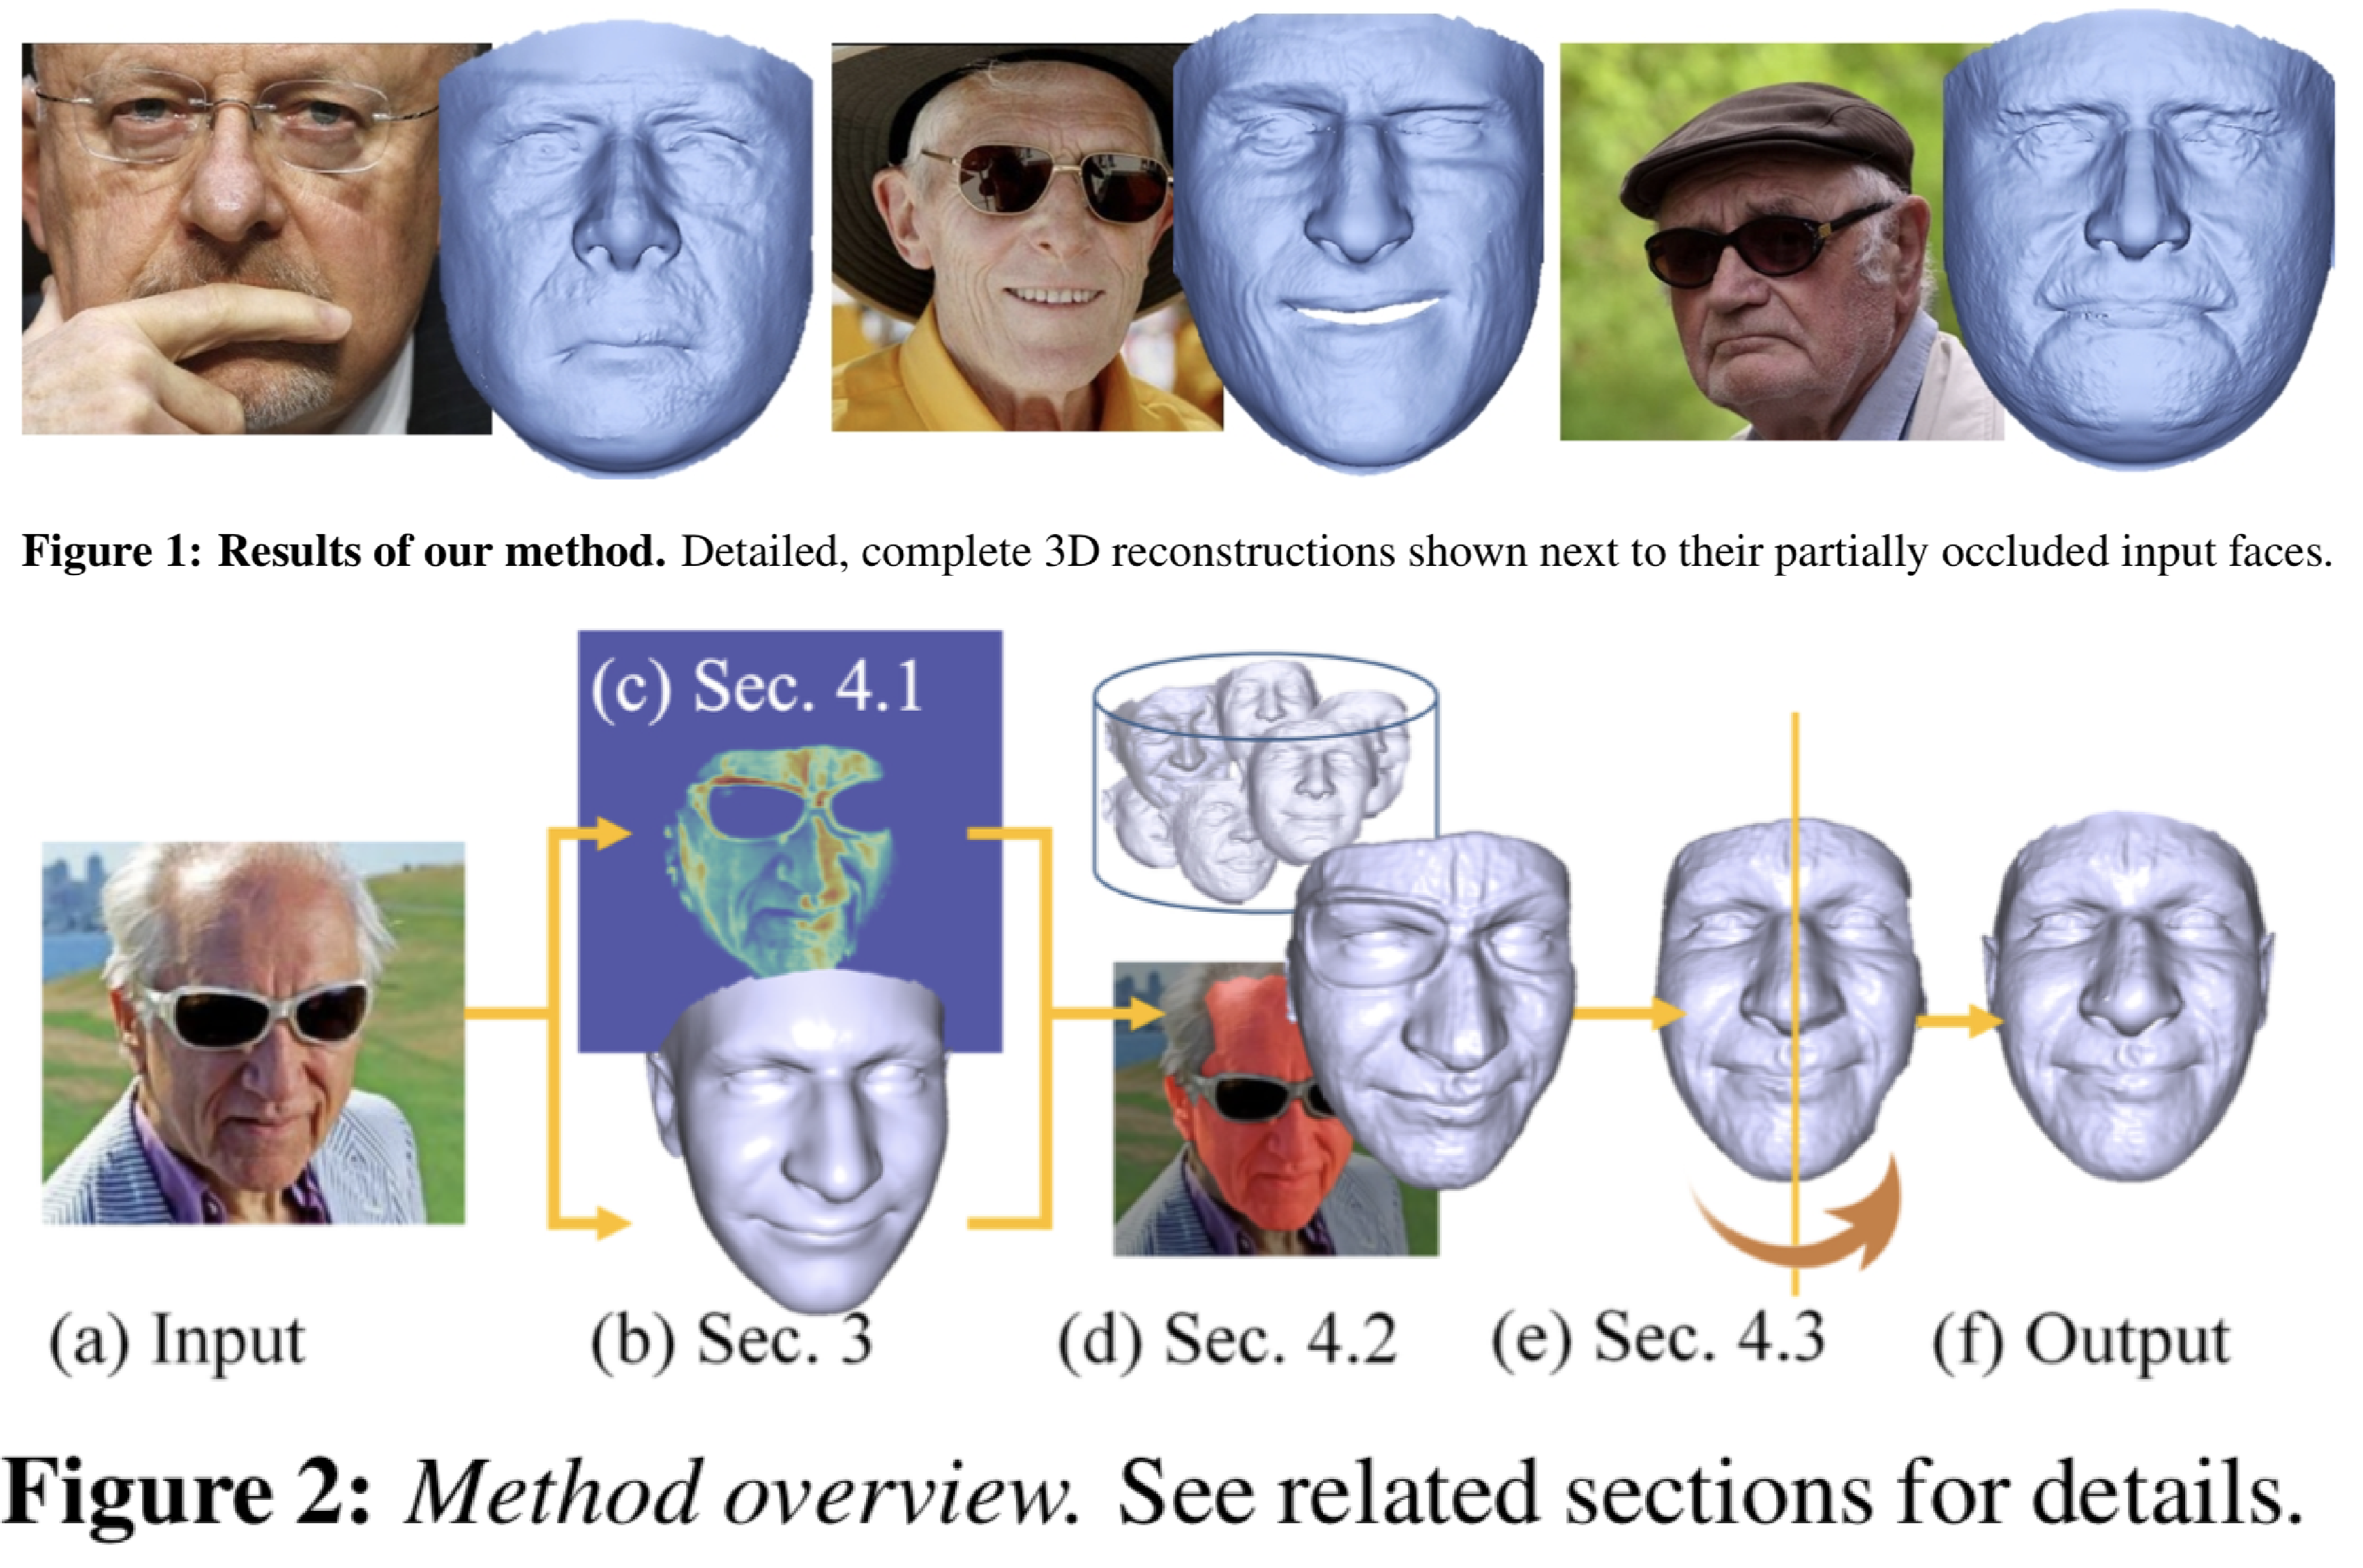 Figure 1: Results of our method. Detailed, complete 3D reconstructions shown next to their partially occluded input faces.
(c) Sec. 4.1
(a) Input
(b) Sec. 3
(d) Sec. 4.2
(e) Sec. 4.3
(f) Output
Figure 2: Method overview. See related sections for details.